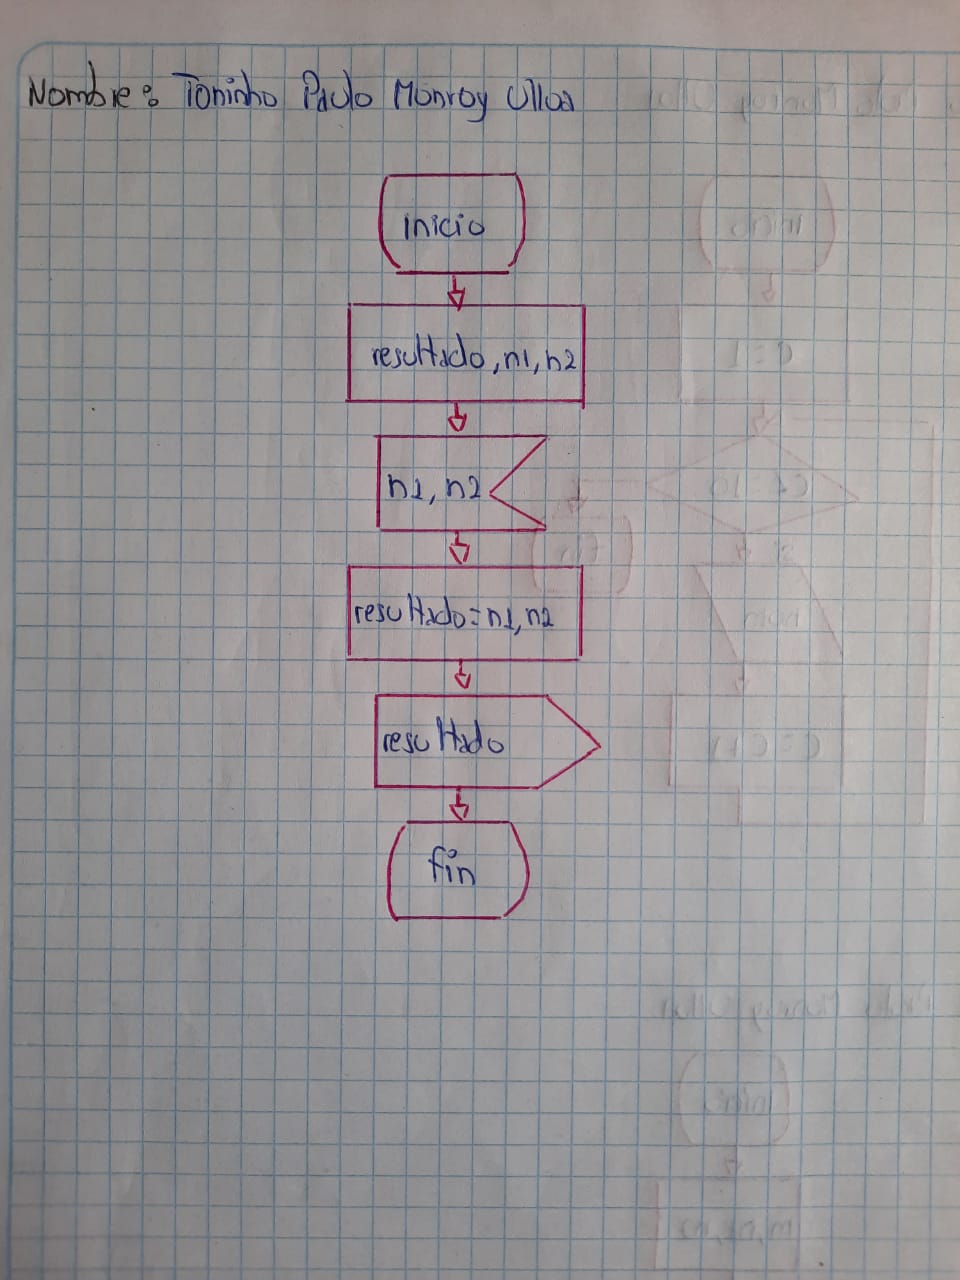 Nombre: Toninho Paulo Monroy Ulloa
inicio
resultado, n1, n2
n1, n2
resultado=n1, n2
resultado
fin